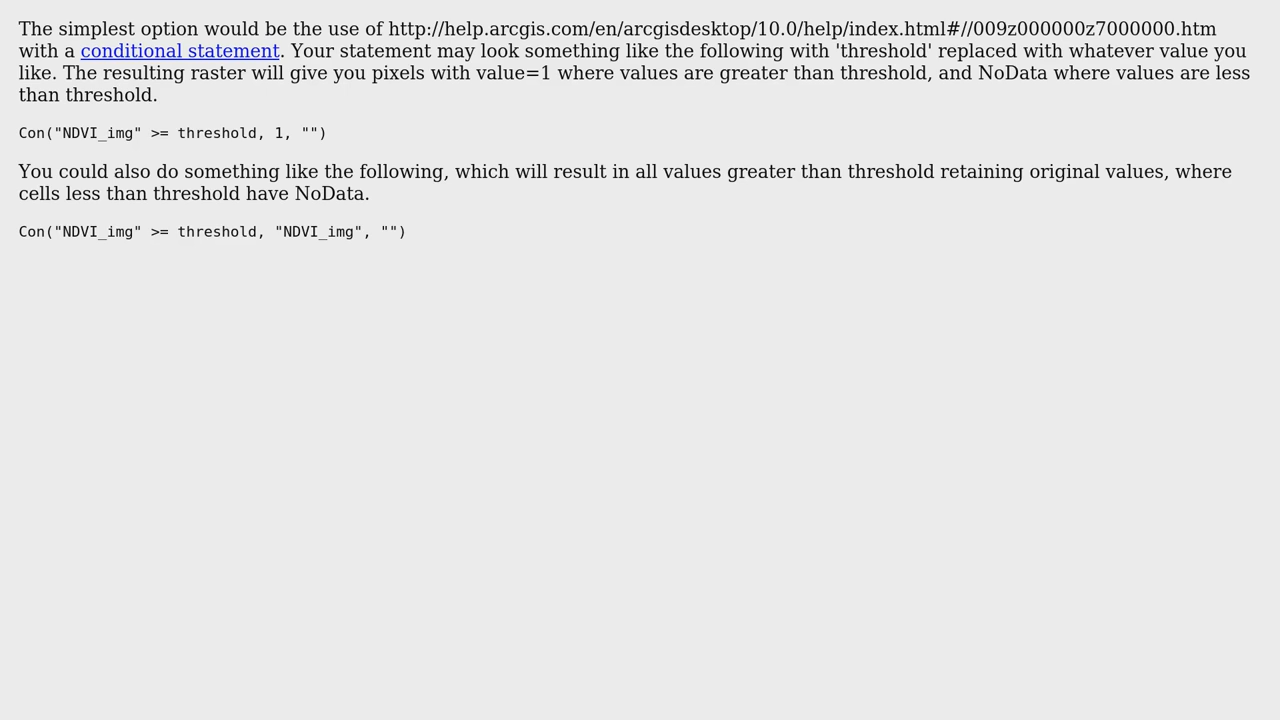 The simplest option would be the use of http://help.arcgis.com/en/arcgisdesktop/10.0/help/index.html#//009z000000z7000000.htm
with a conditional statement. Your statement may look something like the following with 'threshold' replaced with whatever value you
like. The resulting raster will give you pixels with value=1 where values are greater than threshold, and NoData where values are less
than threshold.
Con("NDVI_img" >= threshold, 1, "")
You could also do something like the following, which will result in all values greater than threshold retaining original values, where
cells less than threshold have NoData.
Con("NDVI_img" >= threshold, "NDVI_img", "")